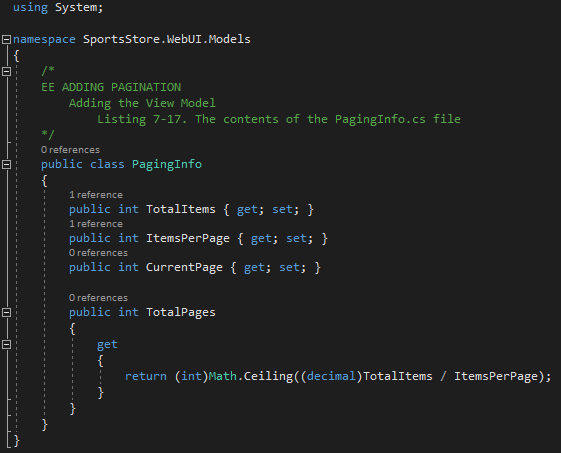 using System;
namespace SportsStore.WebUI.Models
{
/*
EE ADDING PAGINATION
Adding the View Model
Listing 7-17. The contents of the PagingInfo.cs file
*/
0 references
public class PagingInfo
{
1 reference
public int TotalItems { get; set; }
1 reference
public int ItemsPerPage { get; set; }
0 references
public int CurrentPage { get; set; }
0 references
public int TotalPages
{
get
{
return (int)Math.Ceiling((decimal)TotalItems / ItemsPerPage);
}
}
}
}